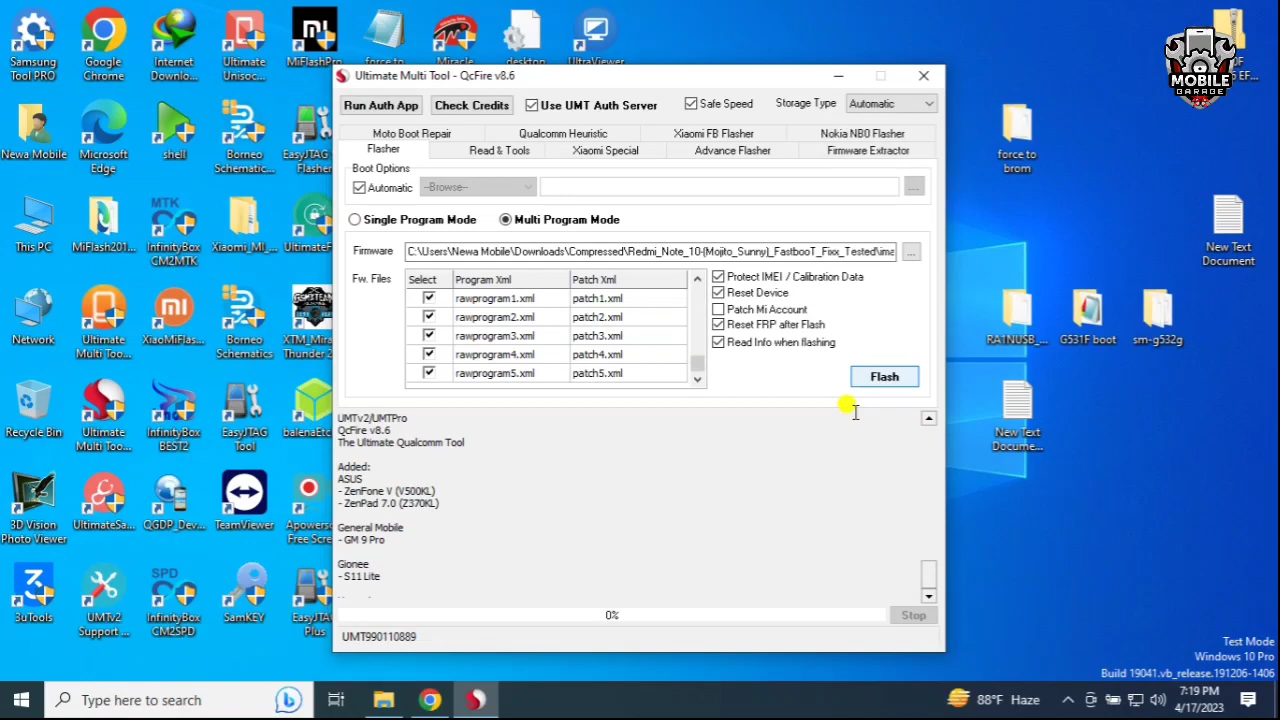 Samsung
Tool PRO
Google
Chrome
Internet
Downlo...
Ultimate
Unisoc...
MiFlashPro
force to
Miracle
desktop
UltraViewer
MOBILE
GARAGE
Ultimate Multi Tool - QcFire v8.6
Run Auth App
Check Credits
Use UMT Auth Server
Safe Speed
Storage Type
Automatic
Moto Boot Repair
Qualcomm Heuristic
Xiaomi FB Flasher
Nokia NB0 Flasher
Flasher
Read & Tools
Xiaomi Special
Advance Flasher
Firmware Extractor
Boot Options
Automatic
--Browse--
....
Single Program Mode
Multi Program Mode
Firmware
C:\Users\Newa Mobile\Downloads\Compressed\Redmi_Note_10-(Mojito_Sunny)_FastbooT_Fixx_Tested\ima
...
Fw. Files
Select
Program Xml
Patch Xml
rawprogram1.xml
patch1.xml
rawprogram2.xml
patch2.xml
rawprogram3.xml
patch3.xml
rawprogram4.xml
patch4.xml
rawprogram5.xml
patch5.xml
Protect IMEI / Calibration Data
Reset Device
Patch Mi Account
Reset FRP after Flash
Read Info when flashing
Flash
UMTv2/UMTPro
QcFire v8.6
The Ultimate Qualcomm Tool
Added:
ASUS
- ZenFone V (V500KL)
- ZenPad 7.0 (Z370KL)
General Mobile
- GM 9 Pro
Gionee
- S11 Lite
0%
Stop
UMT990110889
Newa Mobile
Microsoft
Edge
shell
Borneo
Schematic...
EasyJTAG
Flasher
This PC
MiFlash201...
MTK
InfinityBox
CM2MTK
Xiaomi_MI_...
UltimateF...
Network
Ultimate
Multi Too...
XiaoMiFlas...
Borneo
Schematic...
XTM_Mira
Thunder 2
Recycle Bin
Ultimate
Multi To...
InfinityBox
BEST2
EasyJTAG
Tool
balenaEtc
3D Vision
Photo Viewer
UltimateSa...
QGDP_Dev...
TeamViewer
Apowers
Free Scre
3uTools
UMTv2
Support ...
SPD
InfinityBox
CM2SPD
SamKEY
EasyJTA
Plus
force to
brom
New Text
Document
RA1NUSB_...
G531F boot
sm-g532g
New Text
Docume...
Test Mode
Windows 10 Pro
Build 19041.vb_release.191206-1406
Type here to search
88°F Haze
7:19 PM
4/17/2023